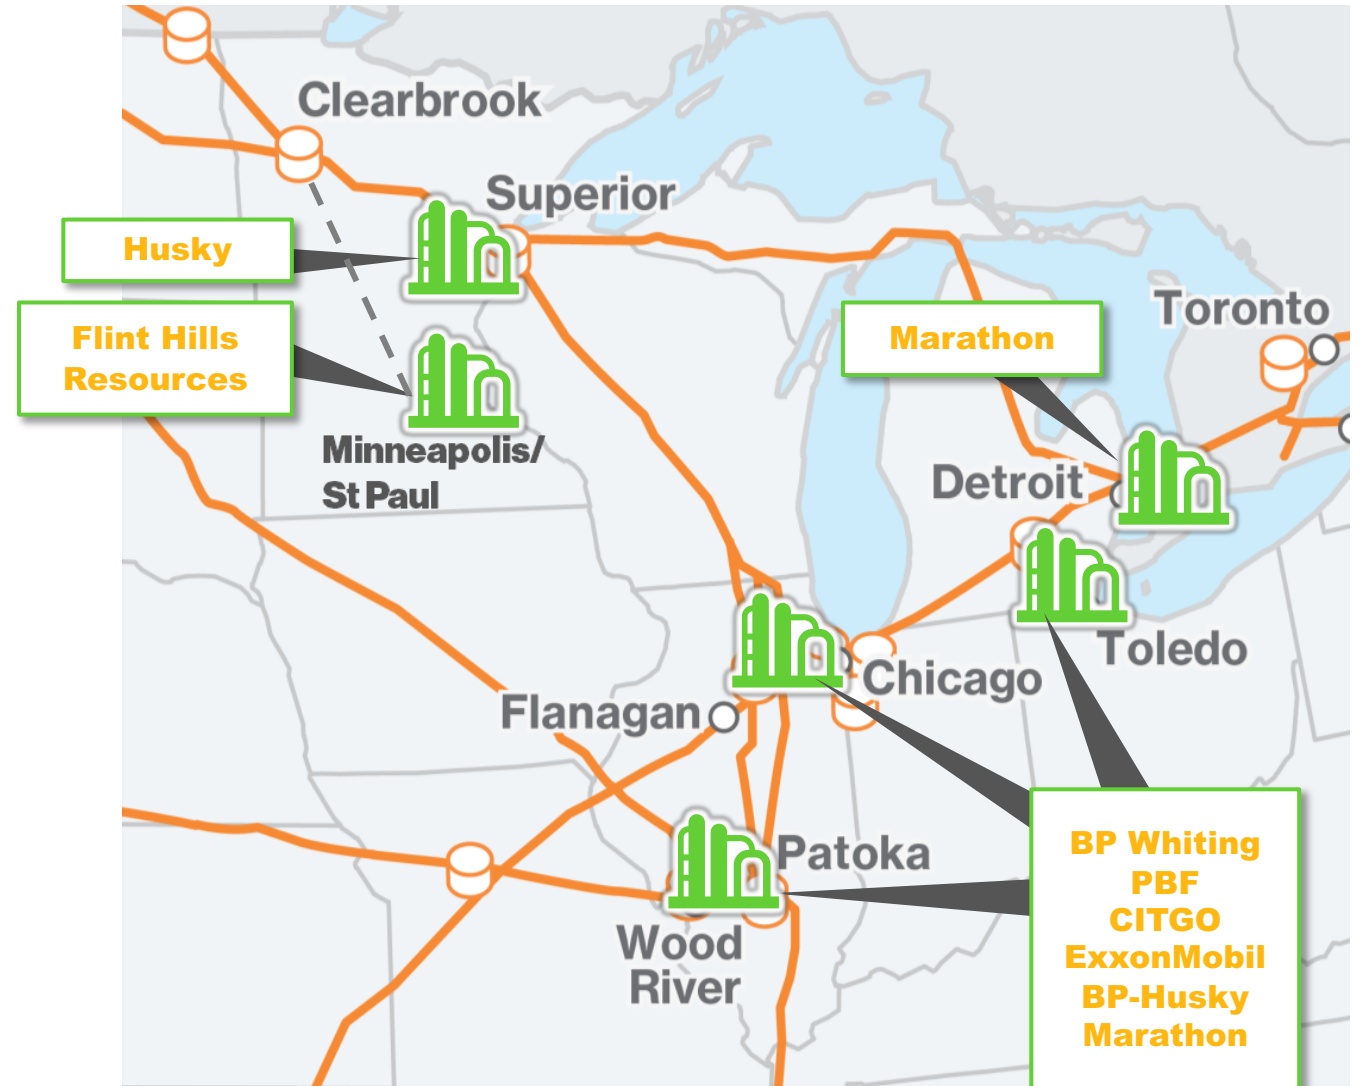 Clearbrook
Superior
Husky
Flint Hills
Resources
Minneapolis/
St Paul
Marathon
Toronto
Detroit
Toledo
Chicago
Flanagan
Patoka
Wood
River
BP Whiting
PBF
CITGO
ExxonMobil
BP-Husky
Marathon